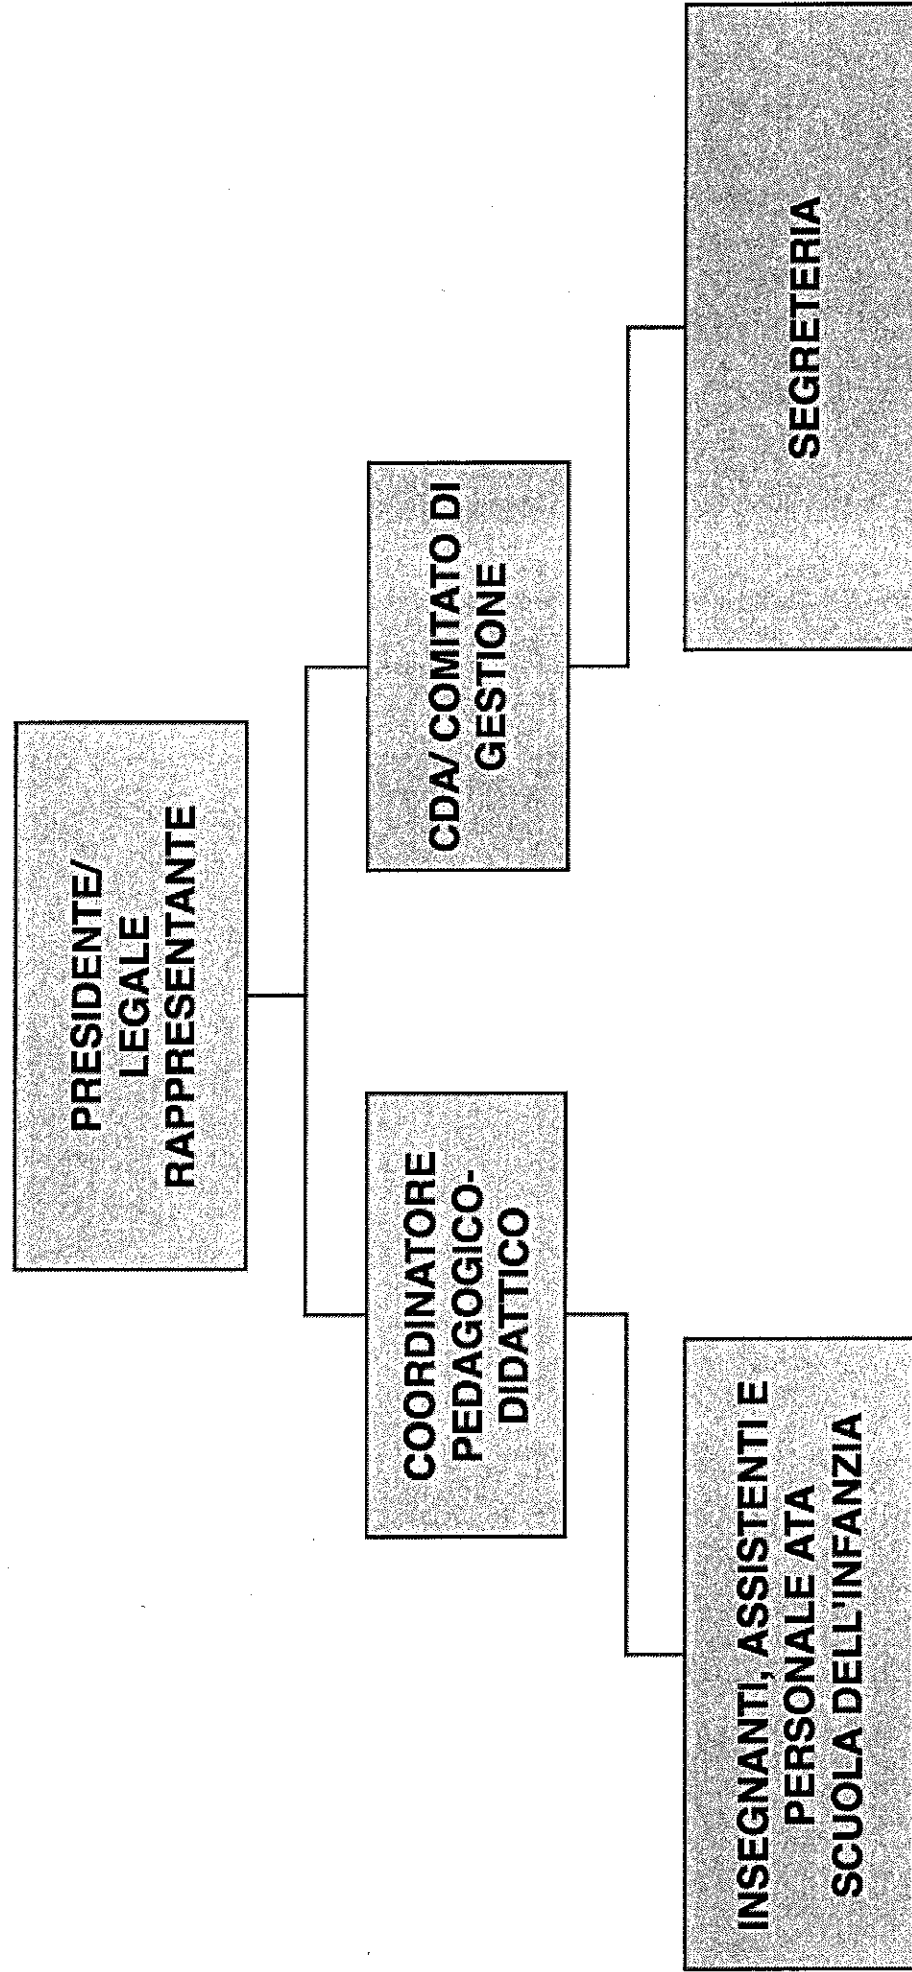 PRESIDENTE/
LEGALE
RAPPRESENTANTE
COORDINATORE
PEDAGOGICO-
DIDATTICO
CDA/ COMITATO DI
GESTIONE
INSEGNANTI, ASSISTENTI E
PERSONALE ATA
SCUOLA DELL'INFANZIA
SEGRETERIA